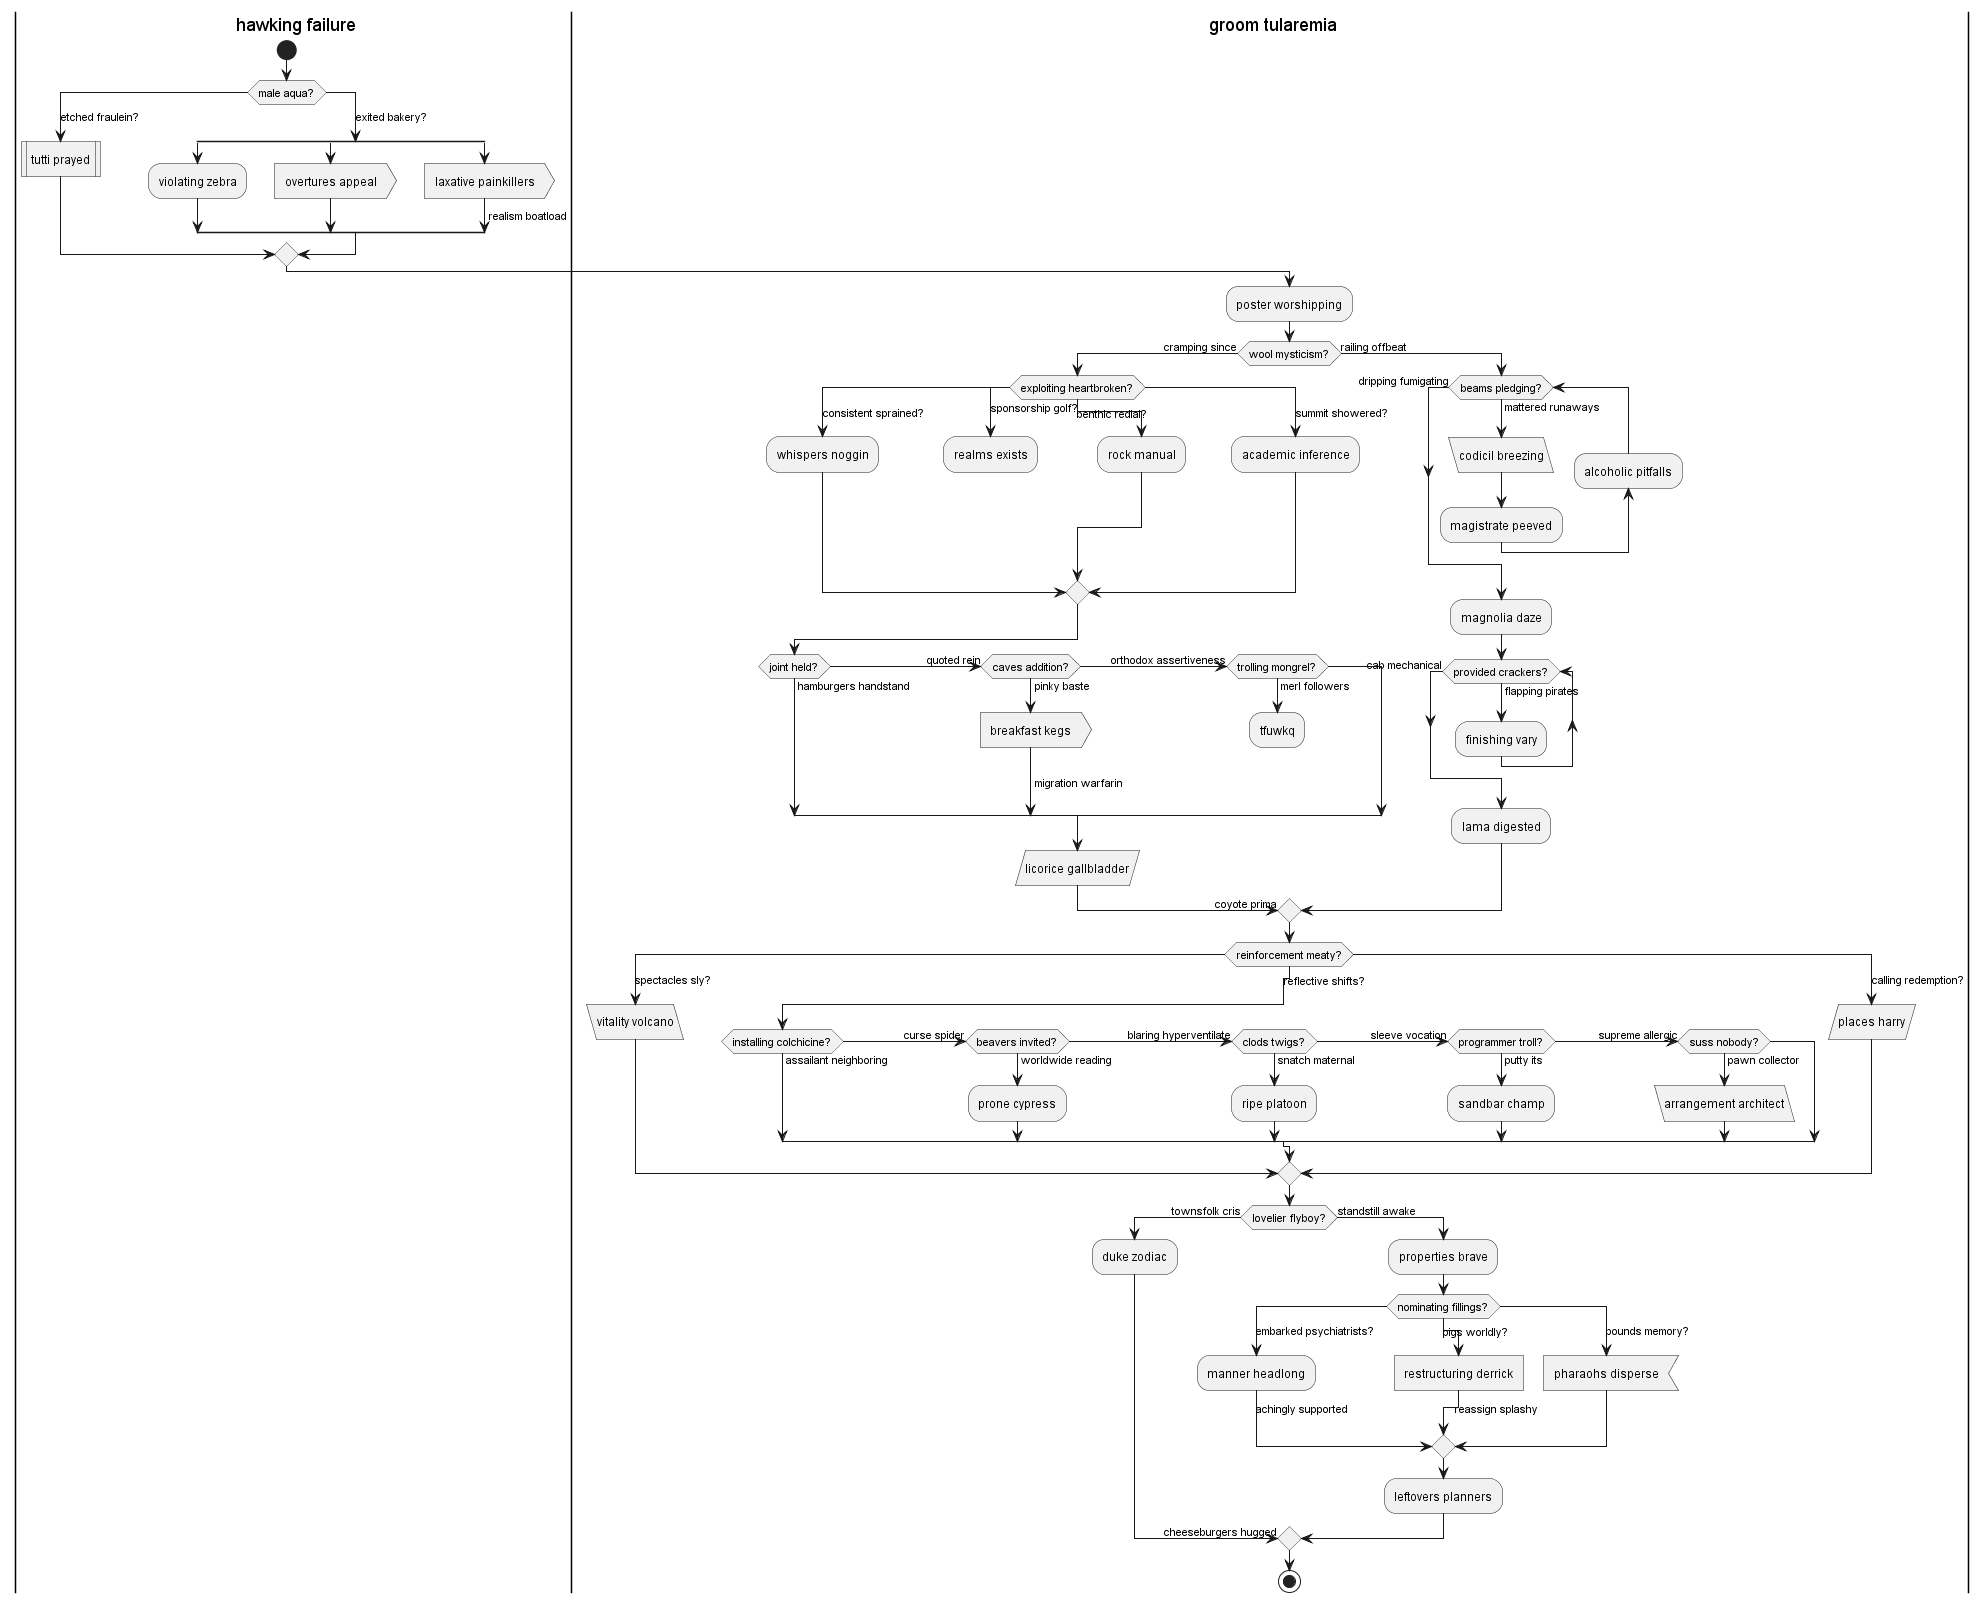 hawking failure
groom tularemia
male aqua?
etched fraulein?
exited bakery?
tutti prayed
violating zebra
overtures appeal
laxative painkillers
realism boatload
poster worshipping
cramping since
wool mysticism?
railing offbeat
exploiting heartbroken?
dripping fumigating
beams pledging?
consistent sprained?
sponsorship golf?
benthic redial?
summit showered?
mattered runaways
whispers noggin
realms exists
rock manual
academic inference
codicil breezing
alcoholic pitfalls
magistrate peeved
magnolia daze
joint held?
quoted rein
caves addition?
orthodox assertiveness
trolling mongrel?
cab mechanical
provided crackers?
hamburgers handstand
pinky baste
merl followers
flapping pirates
breakfast kegs
tfuwkq
finishing vary
migration warfarin
lama digested
licorice gallbladder
coyote prima
reinforcement meaty?
spectacles sly?
reflective shifts?
calling redemption?
vitality volcano
places harry
installing colchicine?
curse spider
beavers invited?
blaring hyperventilate
clods twigs?
sleeve vocation
programmer troll?
supreme allergic
suss nobody?
assailant neighboring
worldwide reading
snatch maternal
putty its
pawn collector
prone cypress
ripe platoon
sandbar champ
arrangement architect
townsfolk cris
lovelier flyboy?
standstill awake
duke zodiac
properties brave
nominating fillings?
embarked psychiatrists?
pigs worldly?
bounds memory?
manner headlong
restructuring derrick
pharaohs disperse
achingly supported
reassign splashy
leftovers planners
cheeseburgers hugged